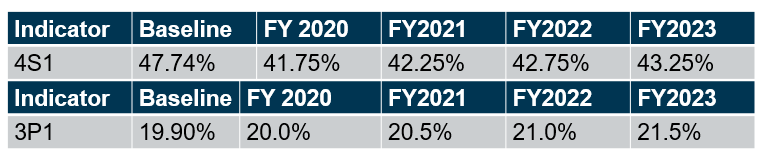 Indicator Baseline FY 2020 FY2021 FY2022 FY2023
4S1 47.74% 41.75% 42.25% 42.75% 43.25%
Indicator Baseline FY 2020 FY2021 FY2022 FY2023
3P1 19.90% 20.0% 20.5% 21.0% 21.5%